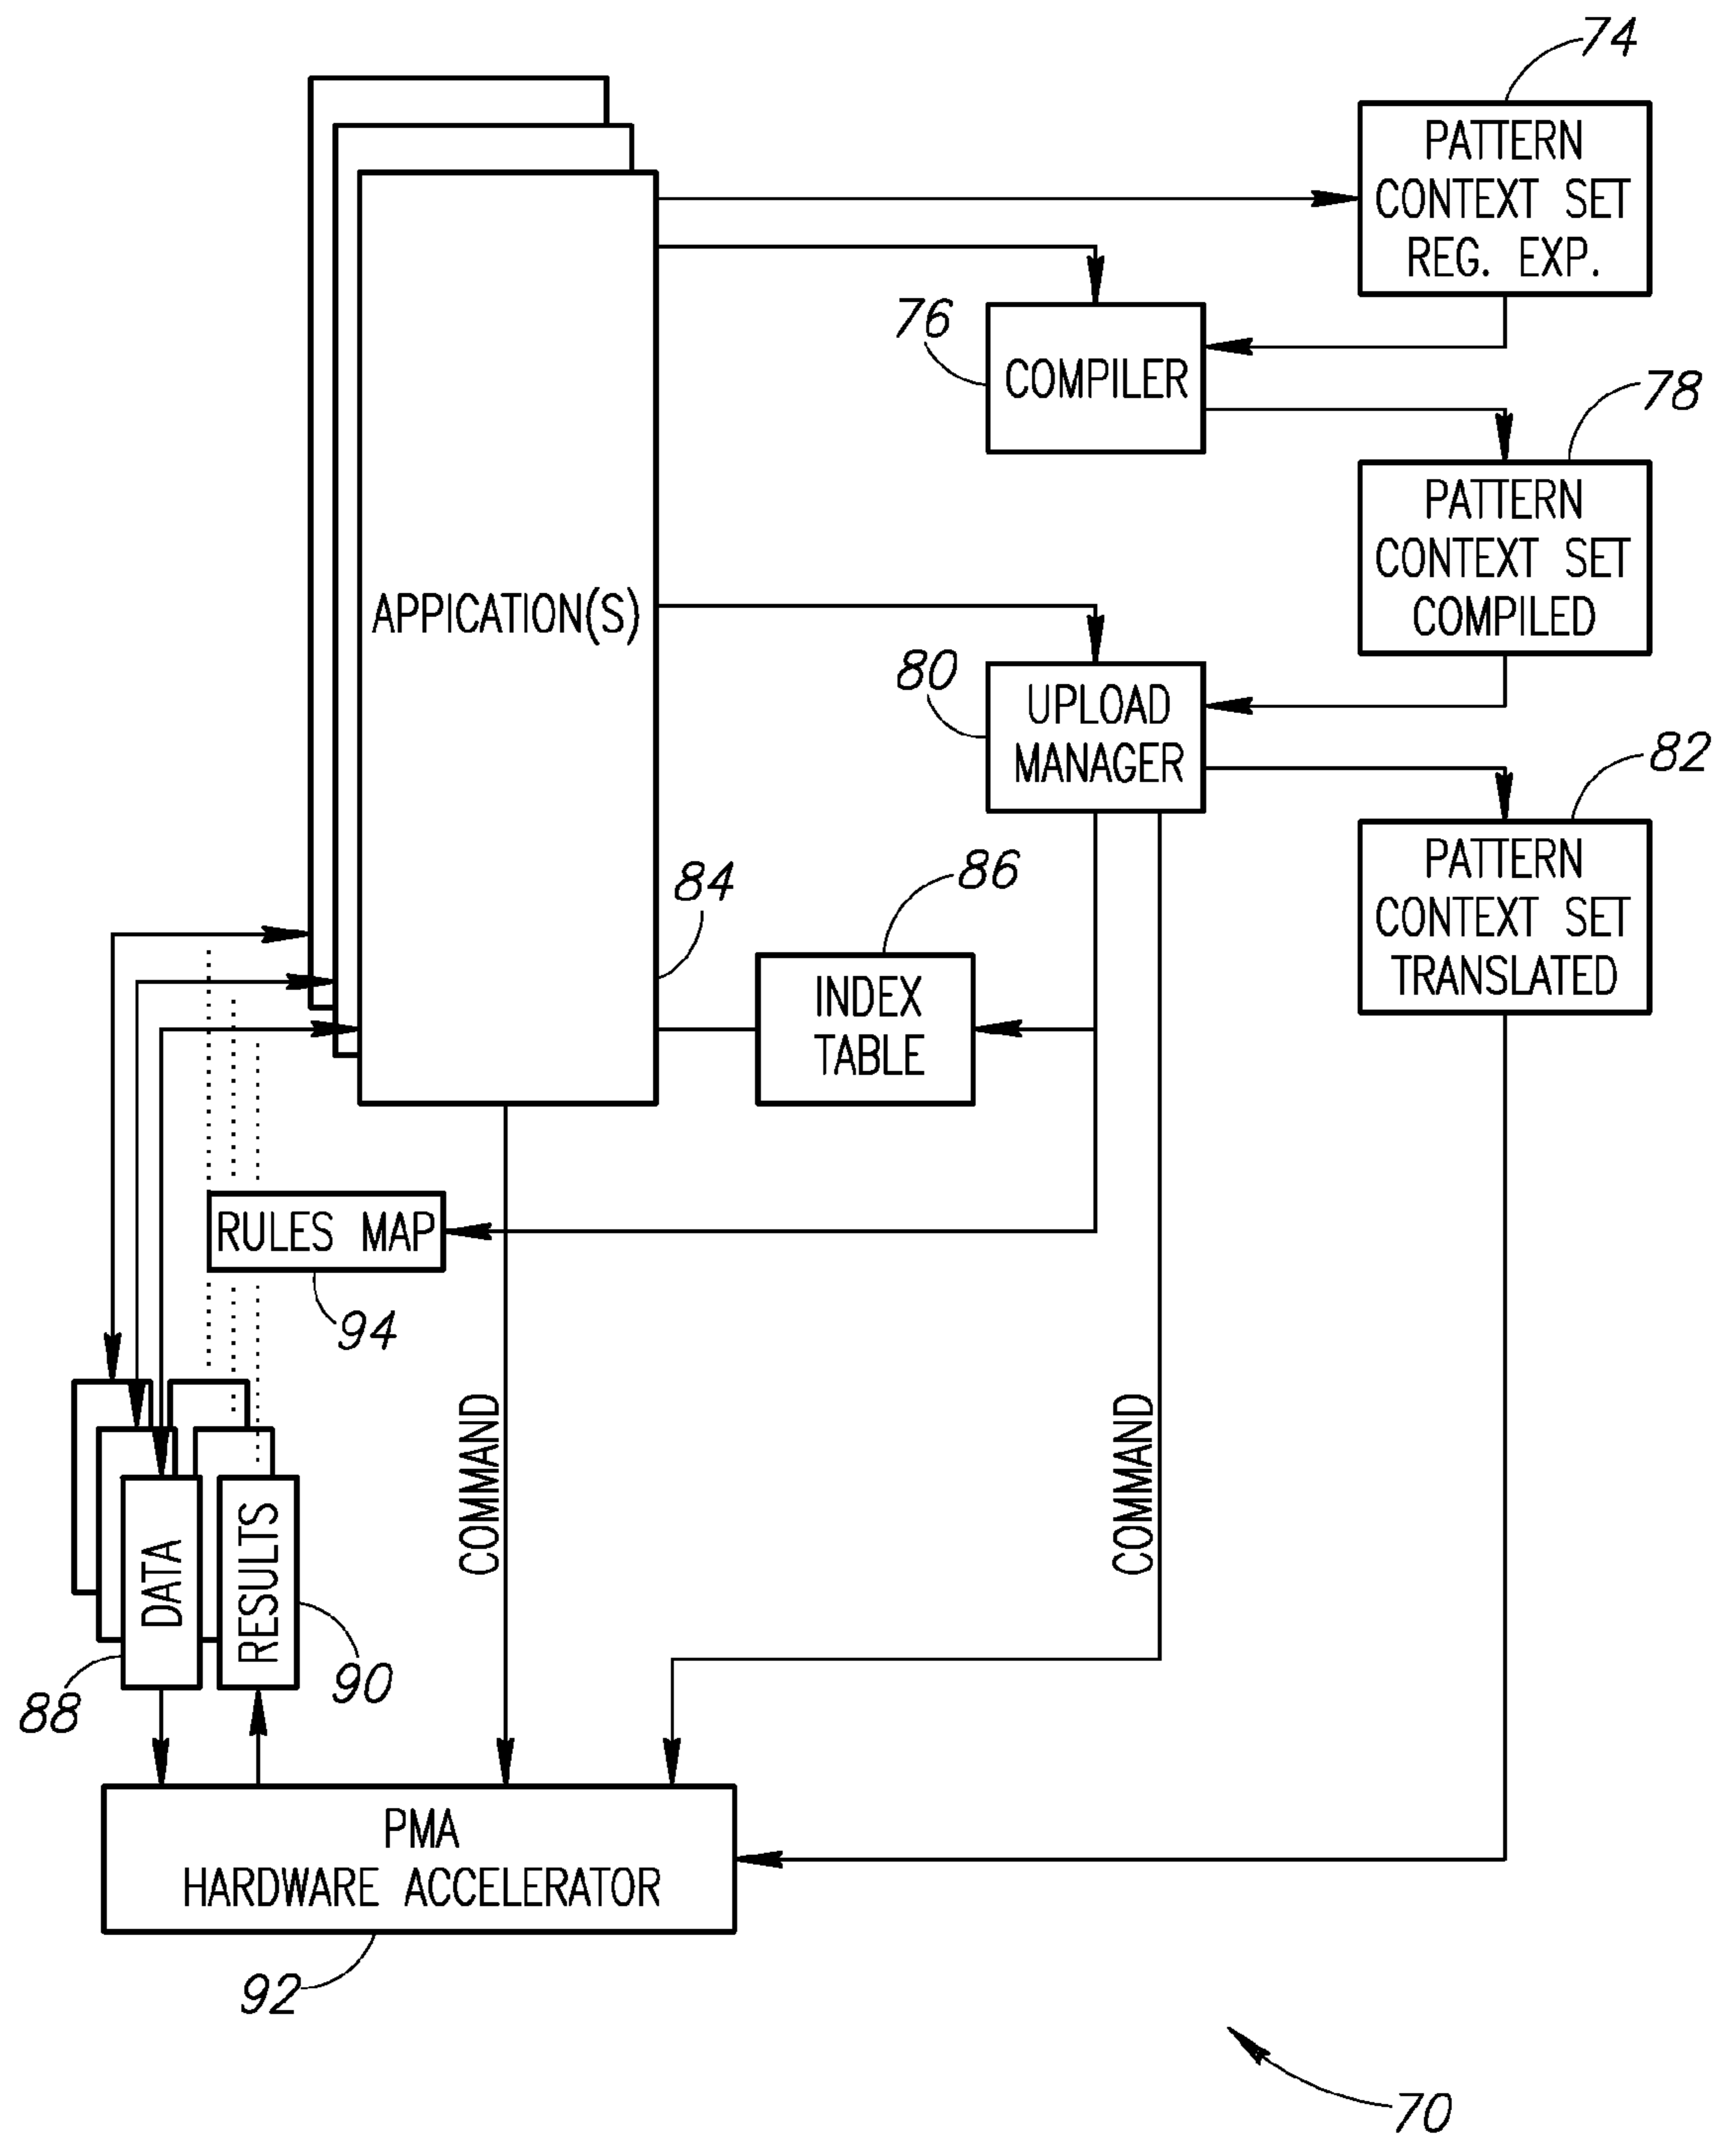 74
PATTERN
CONTEXT SET
REG. EXP.
76
COMPILER
78
PATTERN
CONTEXT SET
COMPILED
APPICATION(S)
80
UPLOAD
MANAGER
82
PATTERN
CONTEXT SET
TRANSLATED
84
86
INDEX
TABLE
RULES MAP
94
COMMAND
COMMAND
DATA
RESULTS
88
90
PMA
HARDWARE ACCELERATOR
92
70